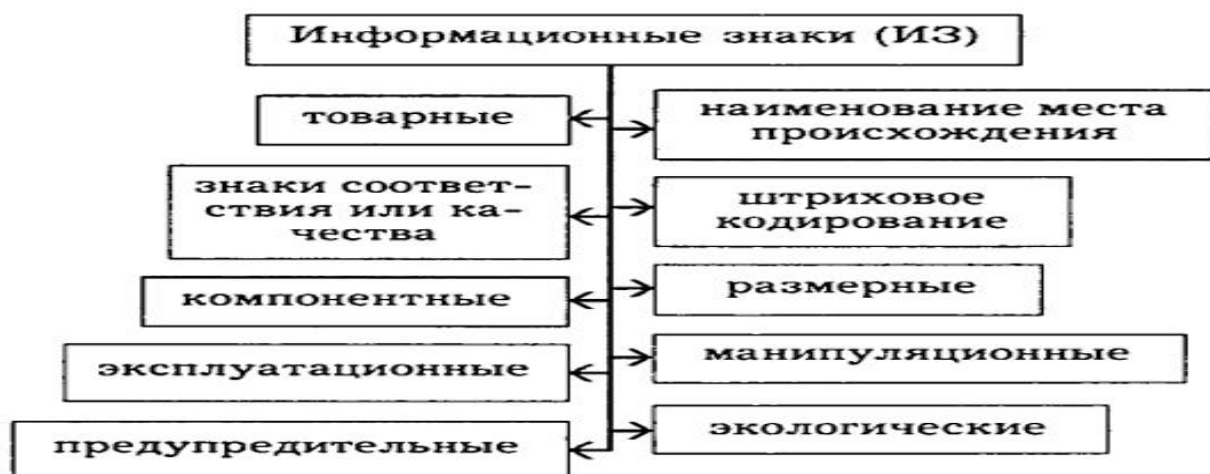 Информационные знаки (ИЗ)
товарные
наименование места
происхождения
знаки соответ-
ствия или ка-
чества
штриховое
кодирование
компонентные
размерные
эксплуатационные
манипуляционные
предупредительные
экологические